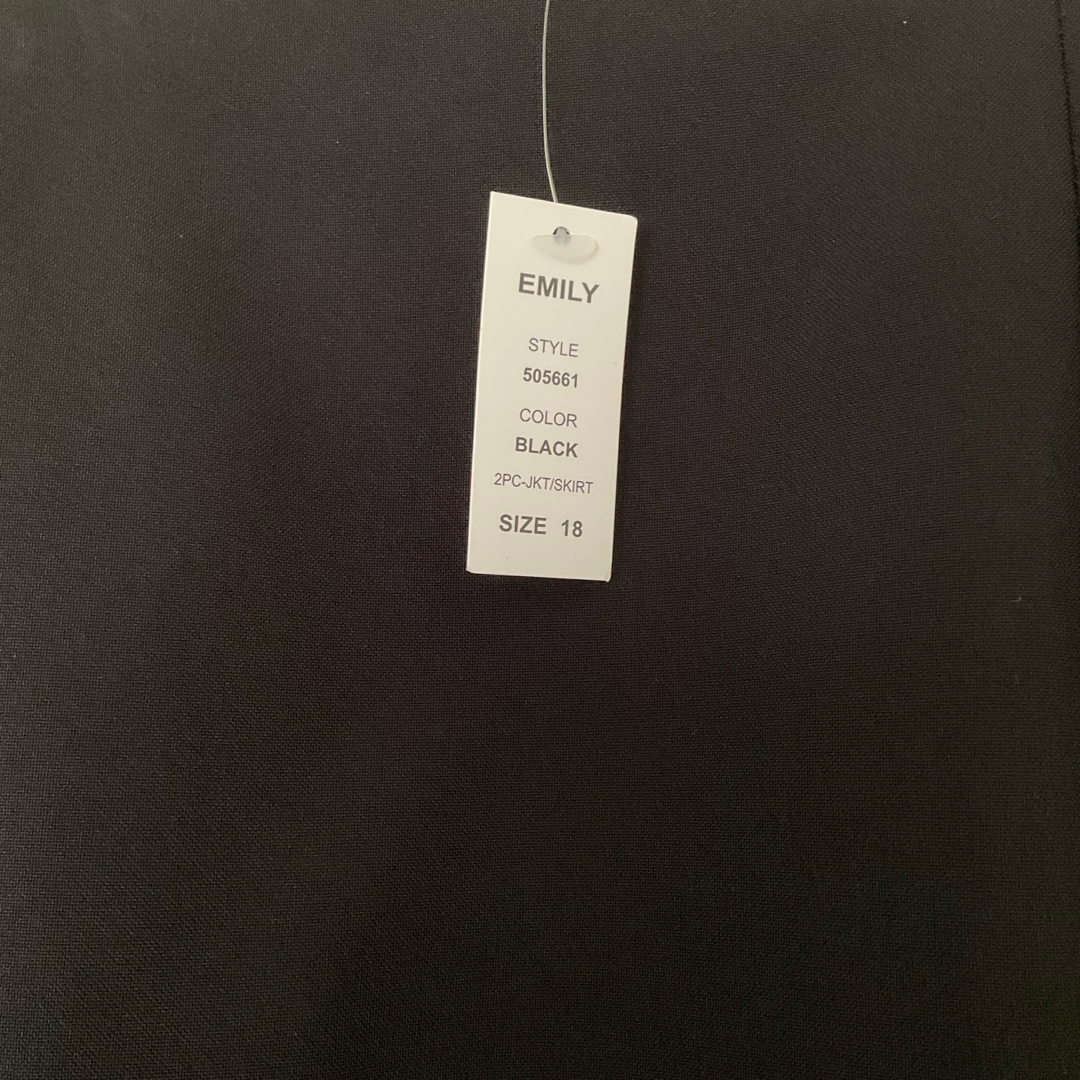 EMILY
STYLE
505661
COLOR
BLACK
2PC-JKT/SKIRT
SIZE 18